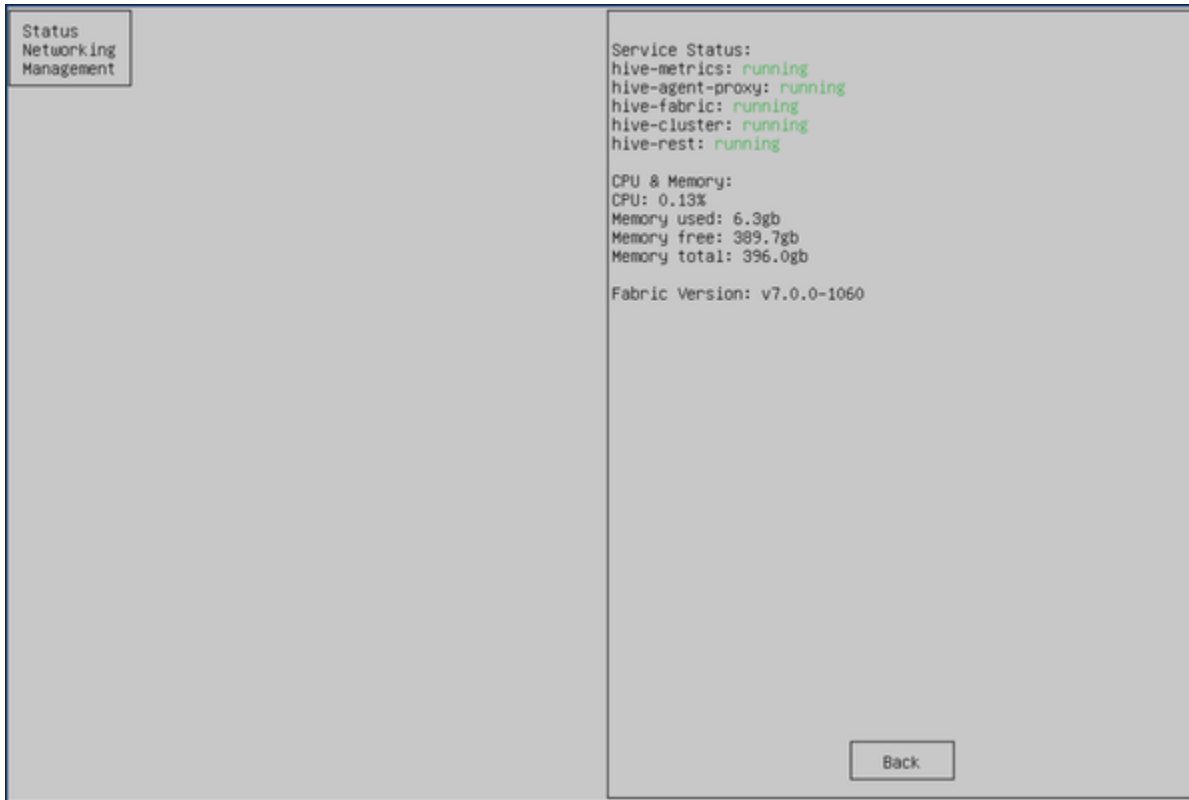 Status
Networking
Management
Service Status:
hive-metrics: running
hive-agent-proxy: running
hive-fabric: running
hive-cluster: running
hive-rest: running
CPU & Memory:
CPU: 0.13%
Memory used: 6.3gb
Memory free: 389.7gb
Memory total: 396.0gb
Fabric Version: v7.0.0-1060
Back